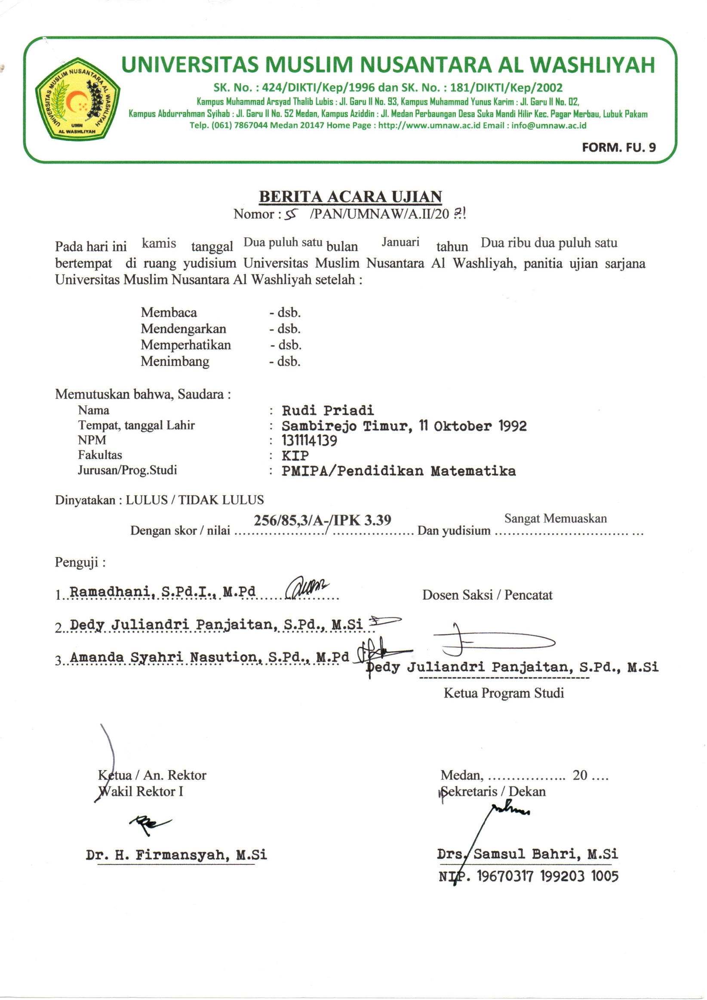 UNIVERSITAS MUSLIM NUSANTARA AL WASHLIYAH
UMN
AL WASHLIYAH
UNIVERSITAS MUSLIM NUSANTARA AL WASHLIYAH
SK. No. : 424/DIKTI/Kep/1996 dan SK. No. : 181/DIKTI/Kep/2002
Kampus Muhammad Arsyad Thalib Lubis : Jl. Garu II No. 93, Kampus Muhammad Yunus Karim : Jl. Garu II No. 02,
Kampus Abdurrahman Syihab : Jl. Garu II No. 52 Medan, Kampus Aziddin : Jl. Medan Perbaungan Desa Suka Mandi Hilir Kec. Pagar Merbau, Lubuk Pakam
Telp. (061) 7867044 Medan 20147 Home Page : http://www.umnaw.ac.id Email : info@umnaw.ac.id
FORM. FU. 9
BERITA ACARA UJIAN
Nomor : 55 /PAN/UMNAW/A.II/20 21
Pada hari ini kamis tanggal Dua puluh satu bulan Januari tahun Dua ribu dua puluh satu
bertempat di ruang yudisium Universitas Muslim Nusantara Al Washliyah, panitia ujian sarjana
Universitas Muslim Nusantara Al Washliyah setelah :
Membaca - dsb.
Mendengarkan - dsb.
Memperhatikan - dsb.
Menimbang - dsb.
Memutuskan bahwa, Saudara :
Nama : Rudi Priadi
Tempat, tanggal Lahir : Sambirejo Timur, 11 Oktober 1992
NPM : 131114139
Fakultas : KIP
Jurusan/Prog.Studi : PMIPA/Pendidikan Matematika
Dinyatakan : LULUS / TIDAK LULUS
Dengan skor / nilai 256/85,3/A-/IPK 3.39 Dan yudisium Sangat Memuaskan
Penguji :
1. Ramadhani, S.Pd.I., M.Pd
Dosen Saksi / Pencatat
2. Dedy Juliandri Panjaitan, S.Pd., M.Si
3. Amanda Syahri Nasution, S.Pd., M.Pd
Dedy Juliandri Panjaitan, S.Pd., M.Si
Ketua Program Studi
Ketua / An. Rektor
Wakil Rektor I
Medan, ................. 20 ....
Sekretaris / Dekan
Dr. H. Firmansyah, M.Si
Drs. Samsul Bahri, M.Si
NIP. 19670317 199203 1005